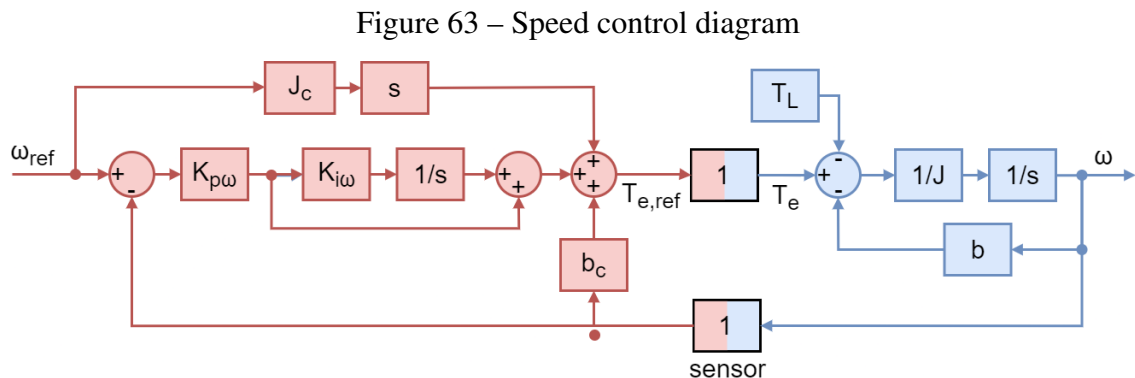 Figure 63 – Speed control diagram
J_c
s
T_L
ω_ref
+
-
K_pω
K_iω
1/s
+
+
+
+
+
T_e,ref
1
T_e
+
-
-
1/J
1/s
ω
b_c
b
1
sensor